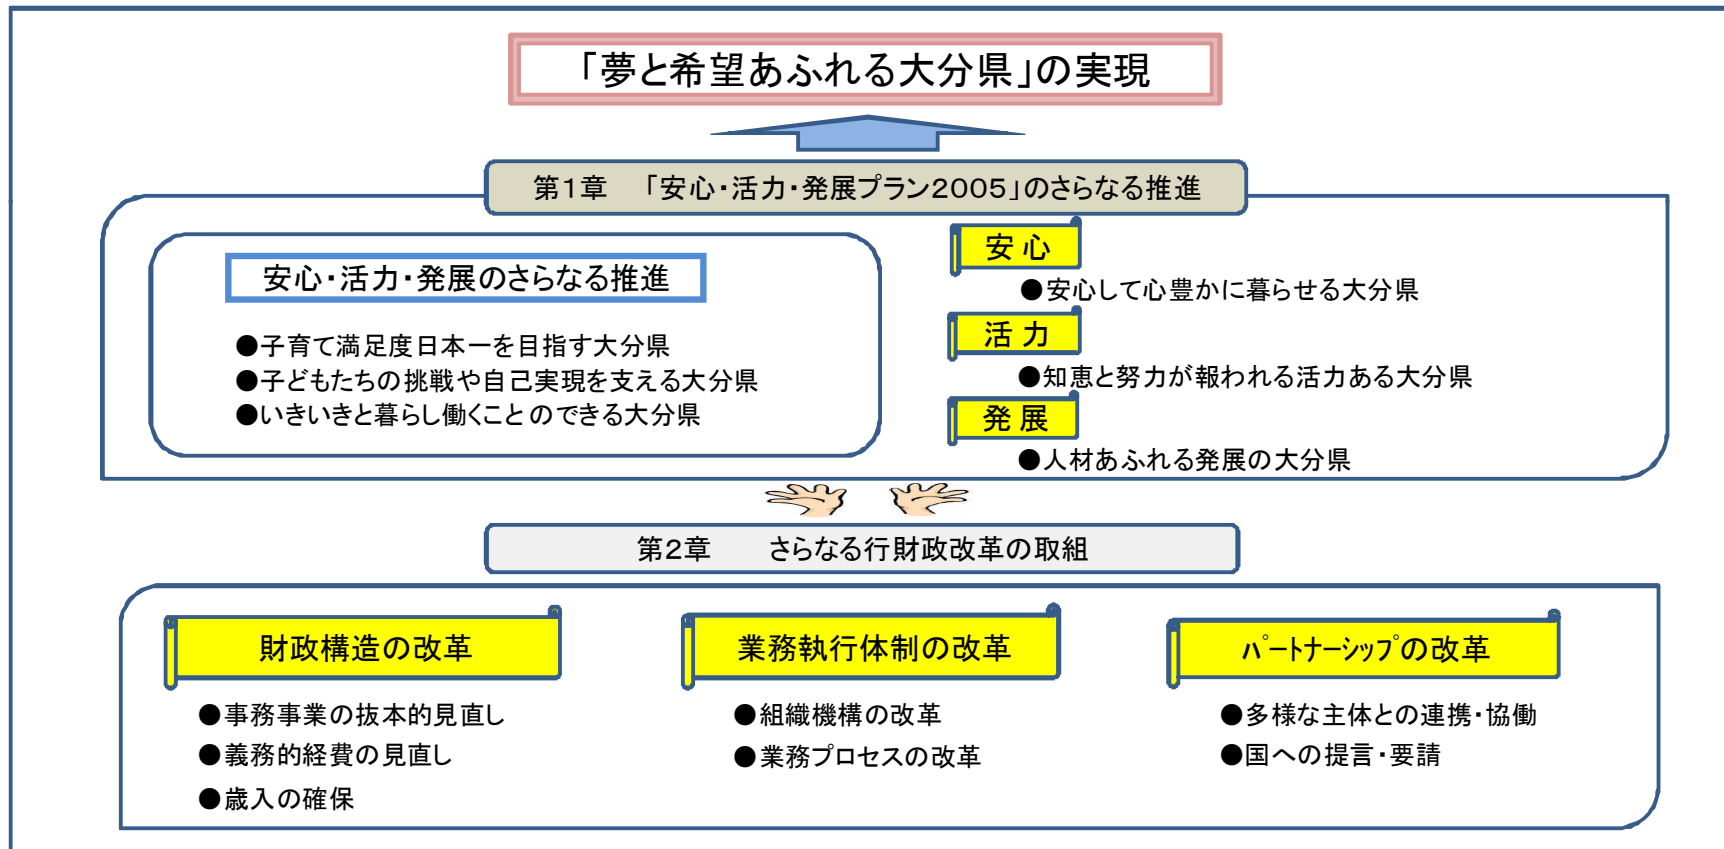 「夢と希望あふれる大分県」の実現
第1章　「安心・活力・発展プラン2005」のさらなる推進
安心・活力・発展のさらなる推進
●子育て満足度日本一を目指す大分県
●子どもたちの挑戦や自己実現を支える大分県
●いきいきと暮らし働くことのできる大分県
安 心
●安心して心豊かに暮らせる大分県
活 力
●知恵と努力が報われる活力ある大分県
発 展
●人材あふれる発展の大分県
第2章　　さらなる行財政改革の取組
財政構造の改革
●事務事業の抜本的見直し
●義務的経費の見直し
●歳入の確保
業務執行体制の改革
●組織機構の改革
●業務プロセスの改革
ﾊﾟｰﾄﾅｰｼｯﾌﾟの改革
●多様な主体との連携・協働
●国への提言・要請